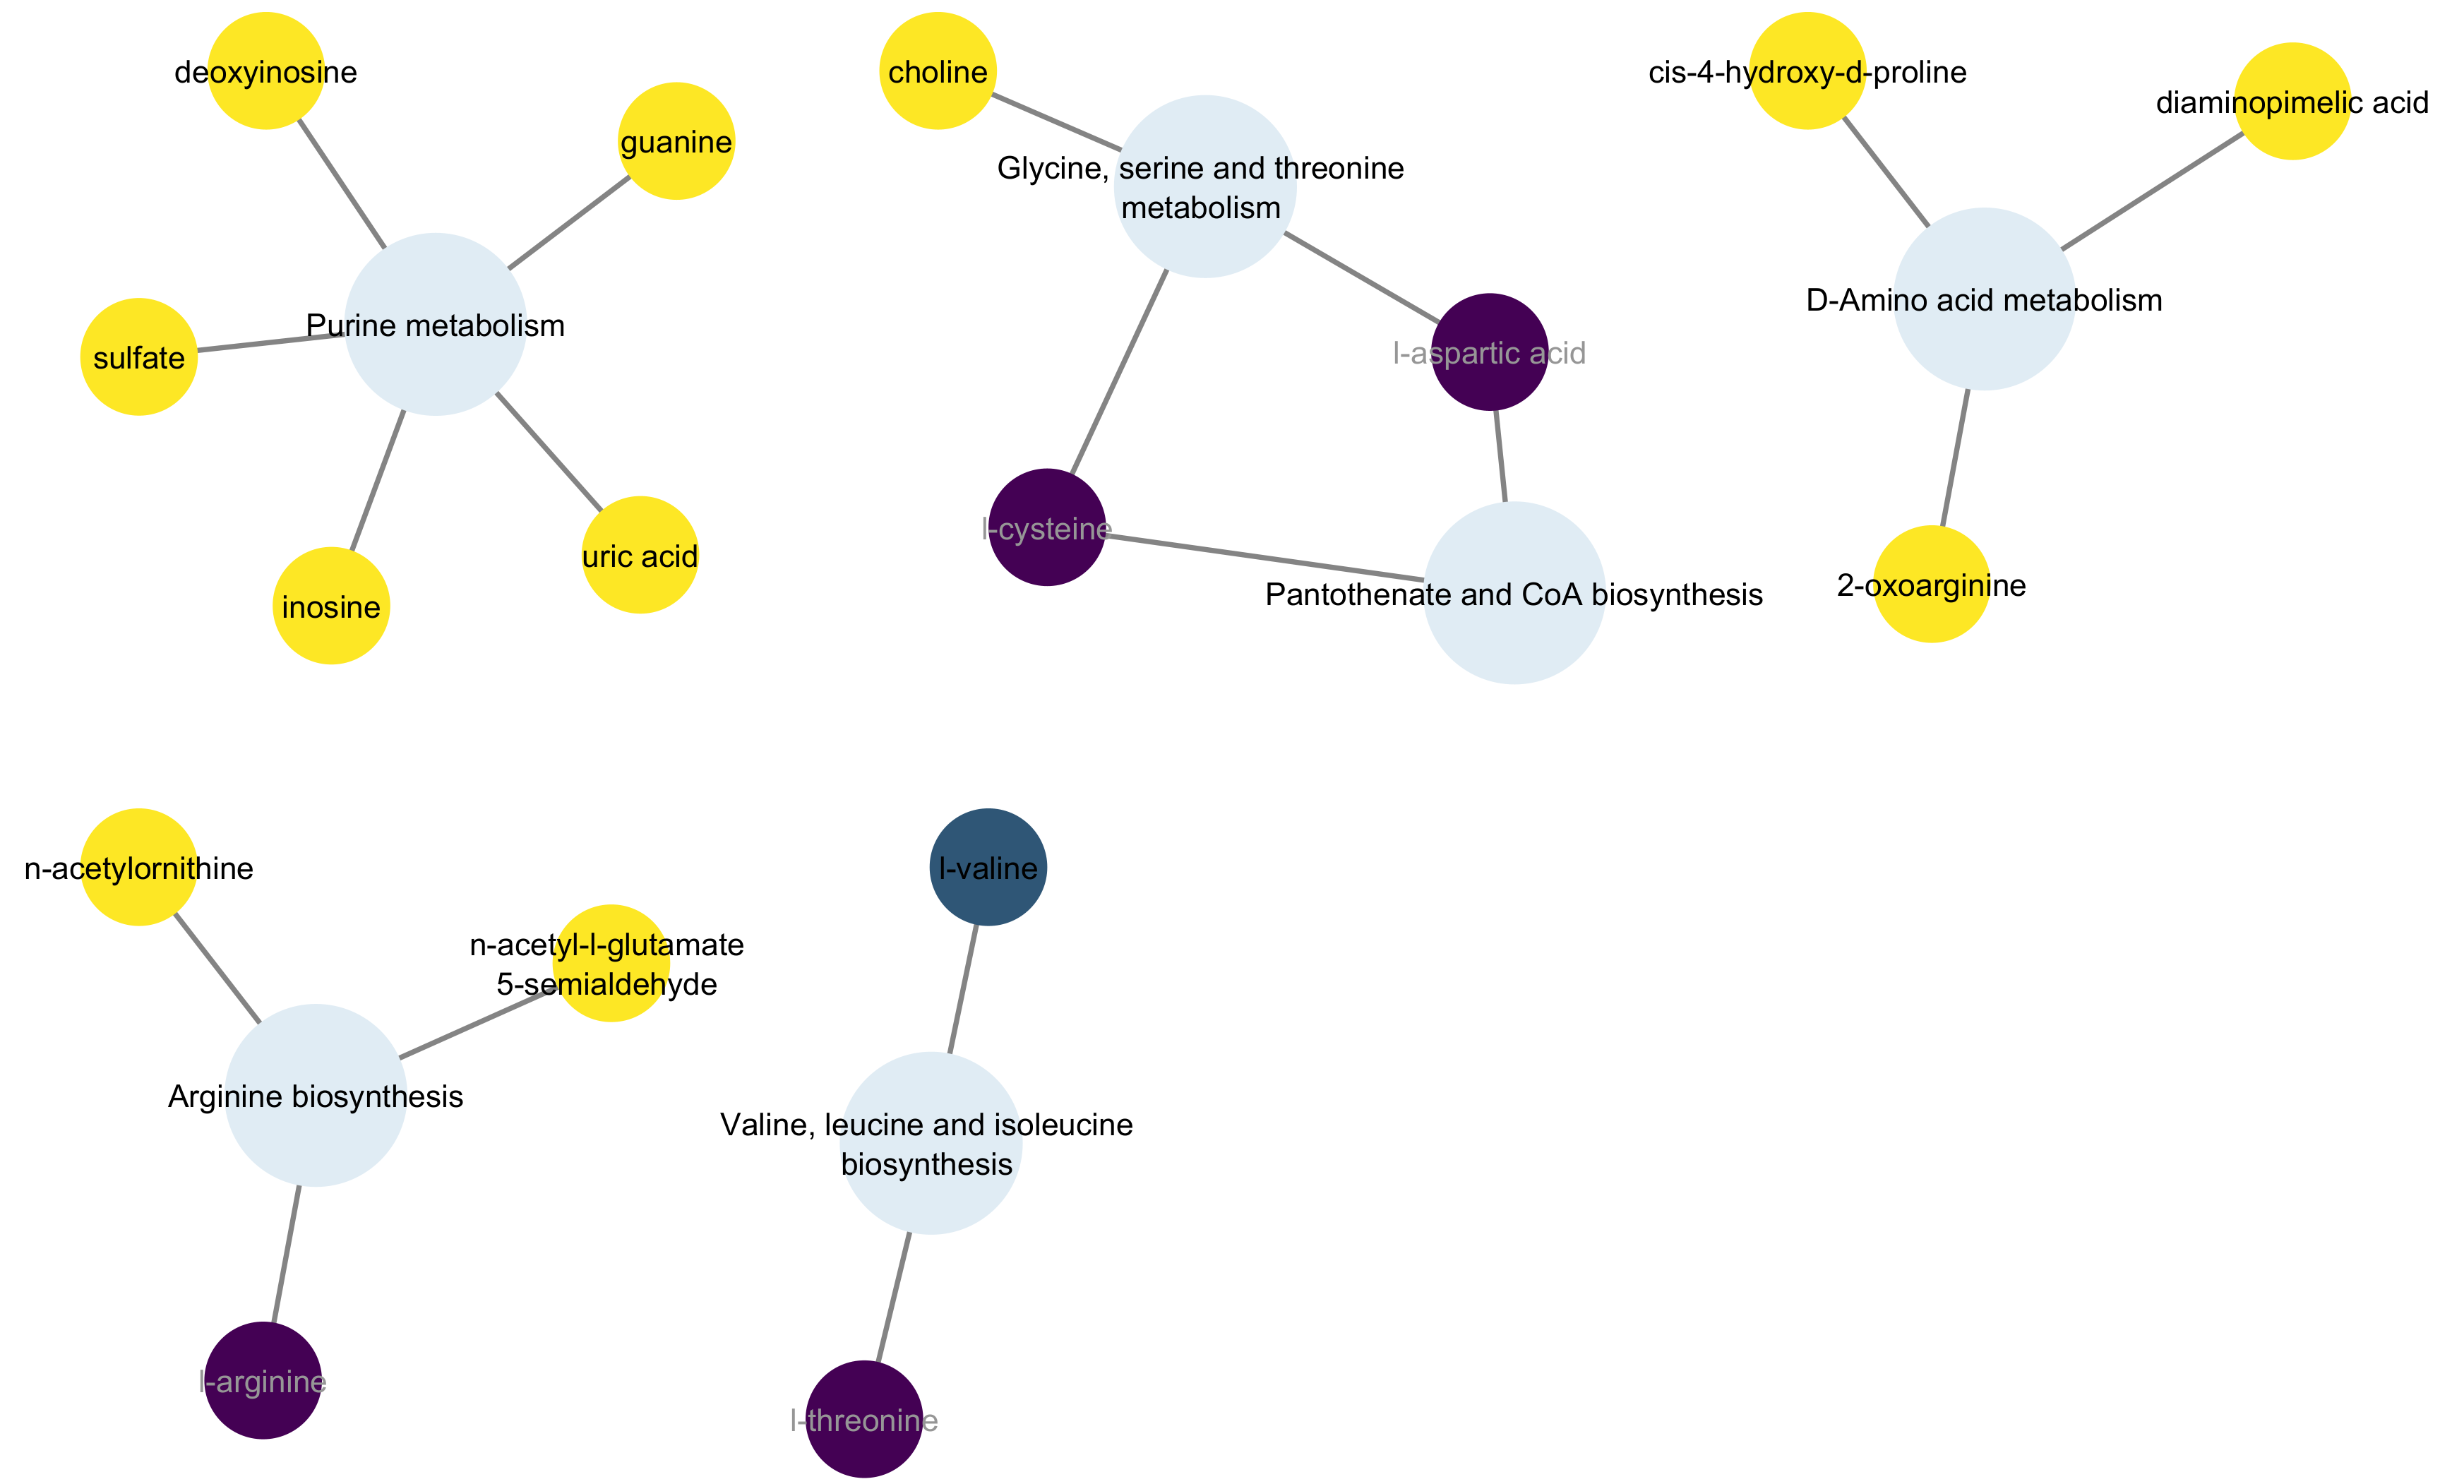 deoxyinosine
guanine
Purine metabolism
sulfate
inosine
uric acid
choline
Glycine, serine and threonine
metabolism
l-aspartic acid
l-cysteine
Pantothenate and CoA biosynthesis
cis-4-hydroxy-d-proline
diaminopimelic acid
D-Amino acid metabolism
2-oxoarginine
n-acetylornithine
n-acetyl-l-glutamate
5-semialdehyde
Arginine biosynthesis
l-arginine
l-valine
Valine, leucine and isoleucine
biosynthesis
l-threonine